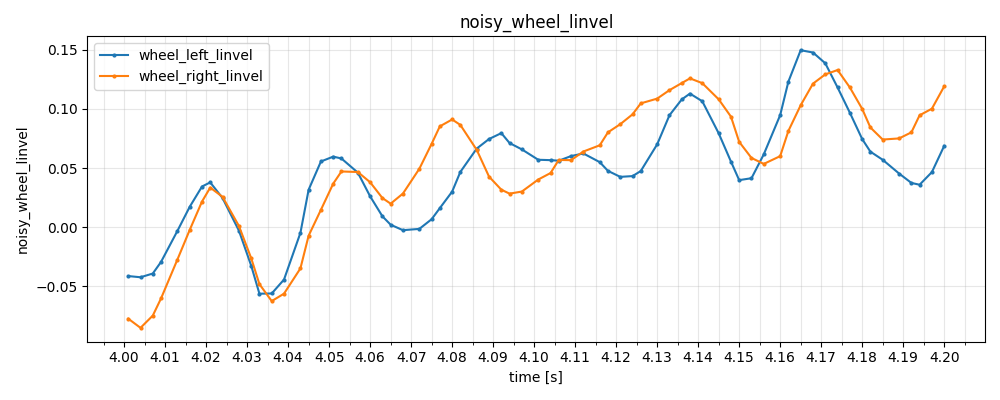 noisy_wheel_linvel
wheel_left_linvel
wheel_right_linvel
noisy_wheel_linvel
0.15
0.10
0.05
0.00
−0.05
4.00 4.01 4.02 4.03 4.04 4.05 4.06 4.07 4.08 4.09 4.10 4.11 4.12 4.13 4.14 4.15 4.16 4.17 4.18 4.19 4.20
time [s]